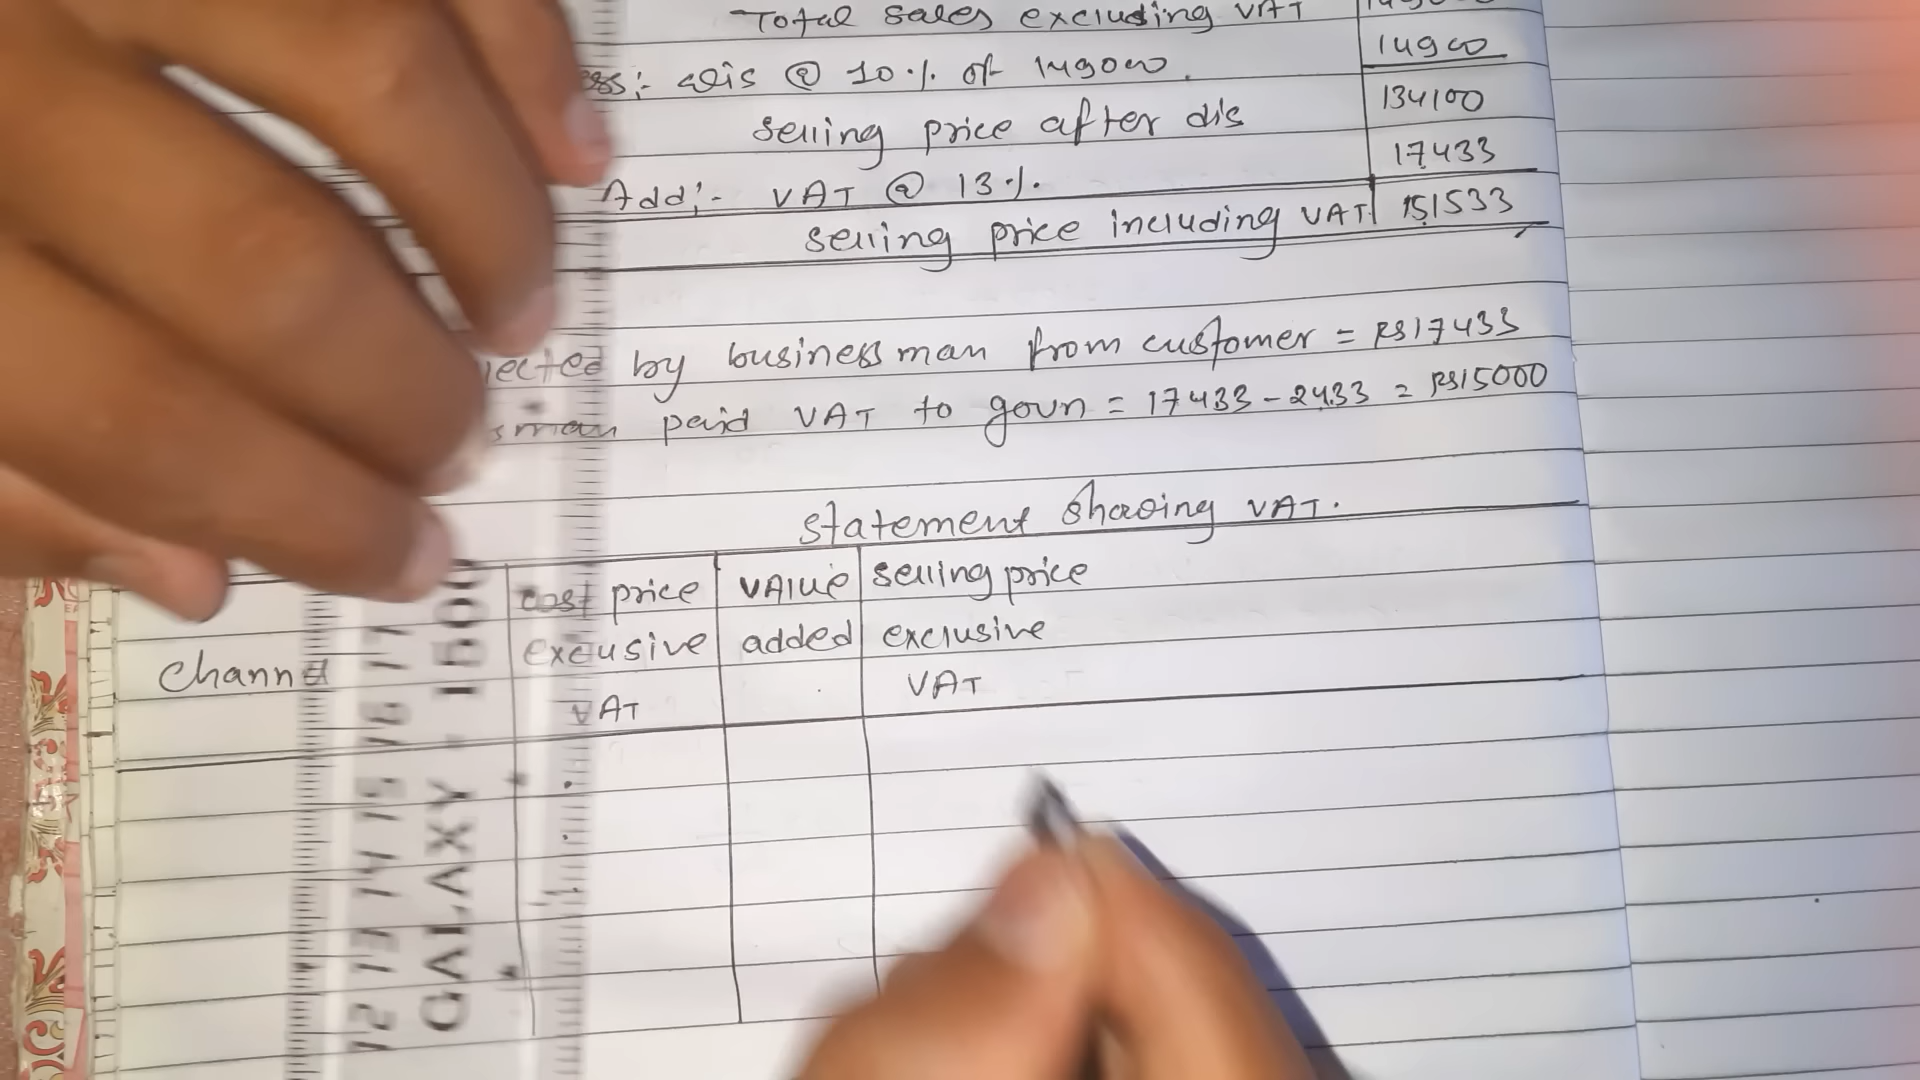 Total sales excluding VAT
14900
dis @ 10 % of 149000.
selling price after dis 134100
Add:- VAT @ 13%. 17433
selling price including VAT 151533
by business man from customer = RS17433
paid VAT to govn = 17433 - 2433 = RS15000
statement showing VAT.
cost price value selling price
exclusive added exclusive
VAT VAT
GALAXY - 1500